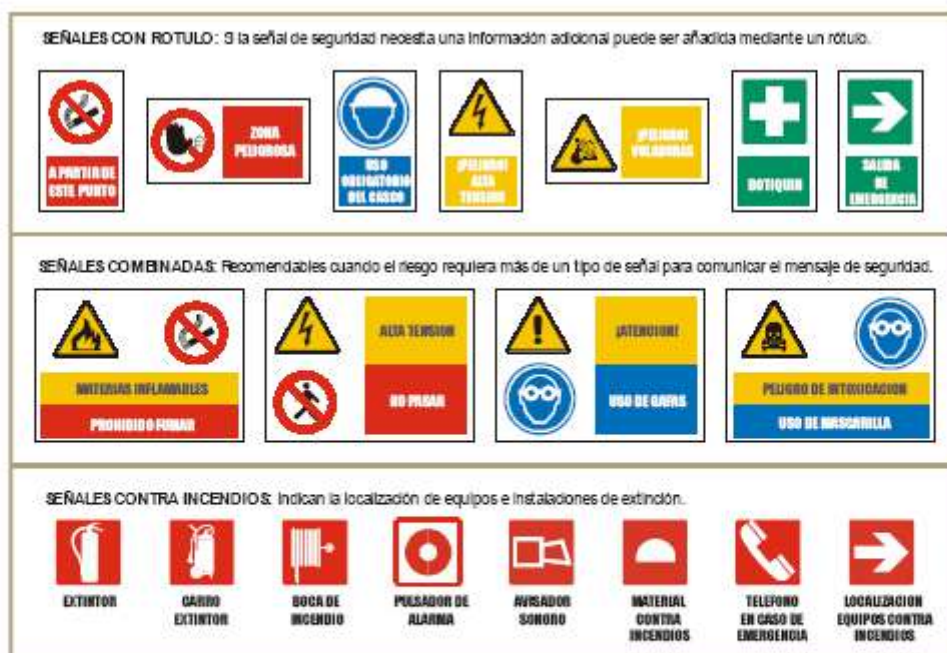 SEÑALES CON ROTULO: Si la señal de seguridad necesita una información adicional puede ser añadida mediante un rótulo.
A PARTIR DE
ESTE PUNTO
ZONA
PELIGROSA
USO
OBLIGATORIO
DEL CASCO
¡PELIGRO!
ALTA
TENSION
¡PELIGRO!
VOLADURAS
BOTIQUIN
SALIDA
DE
EMERGENCIA
SEÑALES COMBINADAS: Recomendables cuando el riesgo requiera más de un tipo de señal para comunicar el mensaje de seguridad.
MATERIAS INFLAMABLES
PROHIBIDO FUMAR
ALTA TENSION
NO PASAR
¡ATENCION!
USO DE GAFAS
PELIGRO DE INTOXICACION
USO DE MASCARILLA
SEÑALES CONTRA INCENDIOS: Indican la localización de equipos e instalaciones de extinción.
EXTINTOR
CARRO
EXTINTOR
BOCA DE
INCENDIO
PULSADOR DE
ALARMA
AVISADOR
SONORO
MATERIAL
CONTRA
INCENDIOS
TELEFONO
EN CASO DE
EMERGENCIA
LOCALIZACION
EQUIPOS CONTRA
INCENDIOS